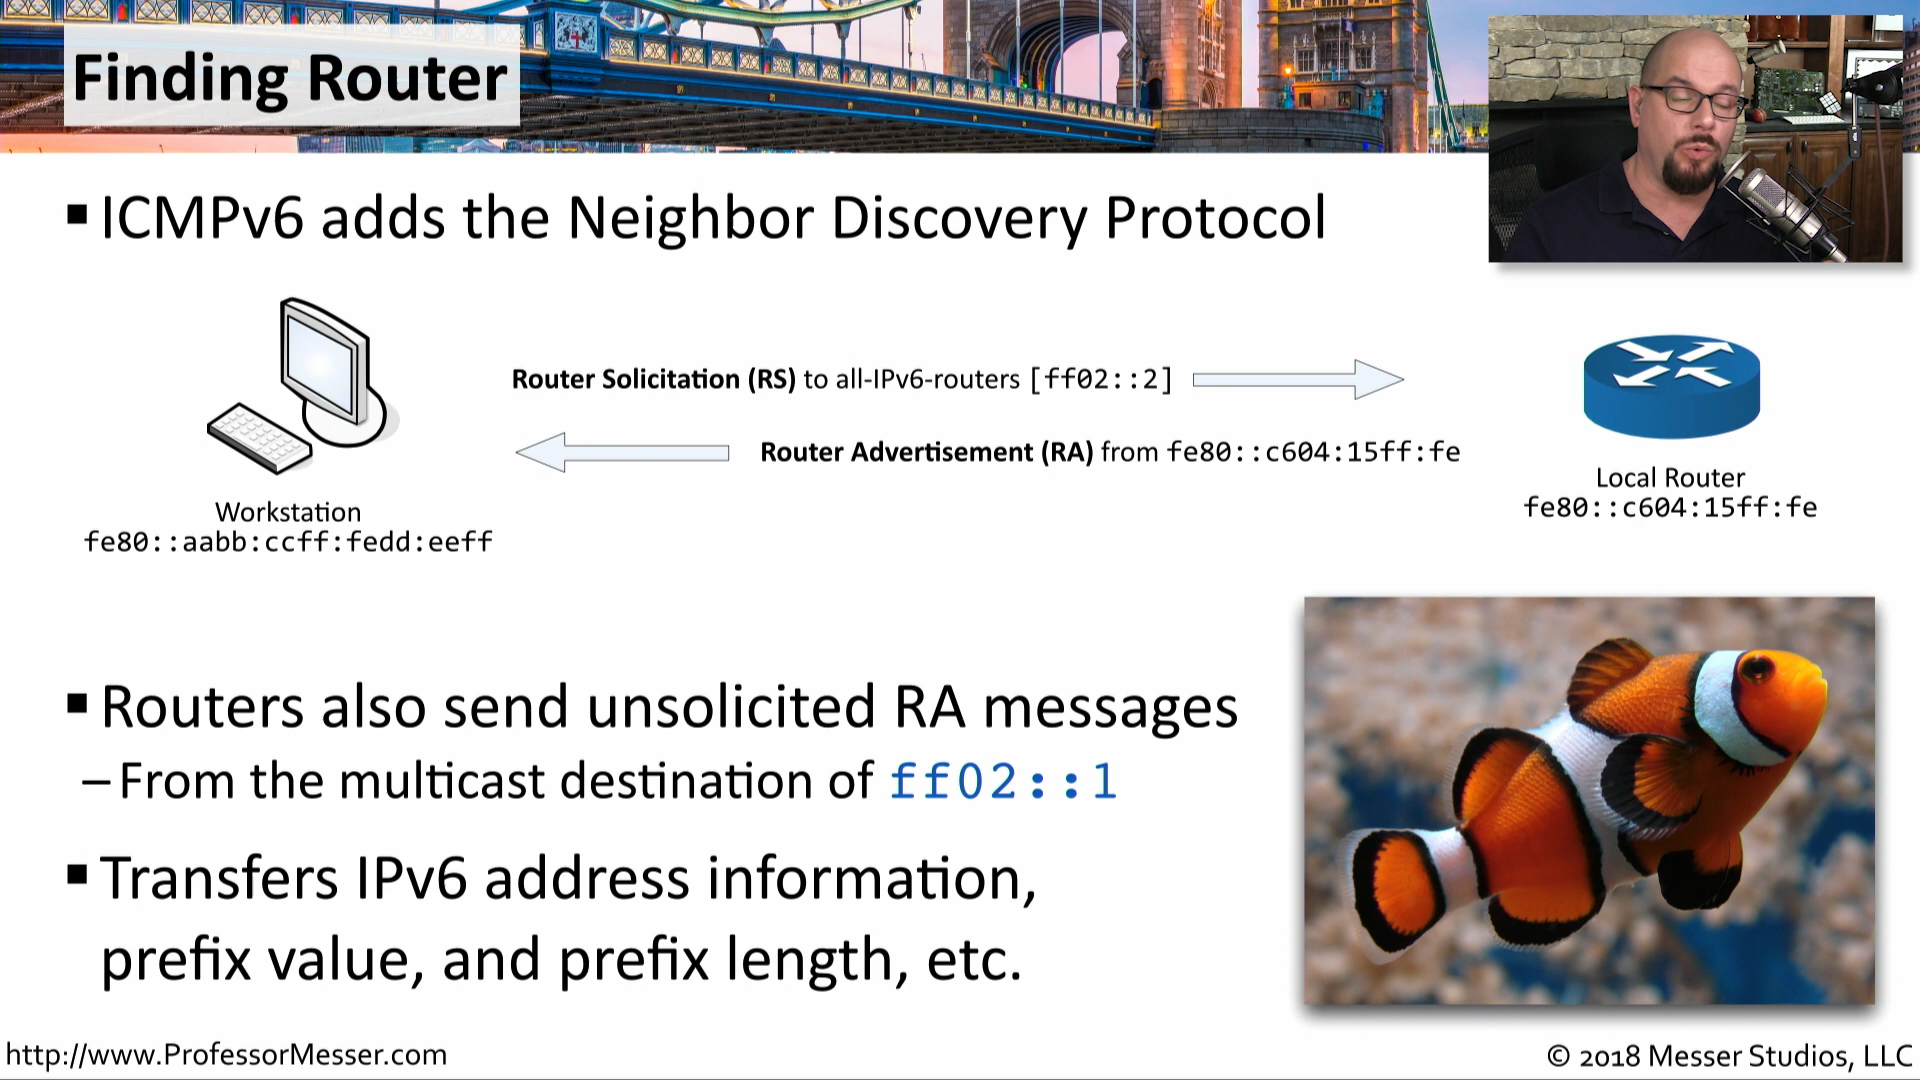 Finding Router
▪ ICMPv6 adds the Neighbor Discovery Protocol
Router Solicitation (RS) to all-IPv6-routers [ff02::2]
Router Advertisement (RA) from fe80::c604:15ff:fe
Workstation
fe80::aabb:ccff:fedd:eeff
Local Router
fe80::c604:15ff:fe
▪ Routers also send unsolicited RA messages
– From the multicast destination of ff02::1
▪ Transfers IPv6 address information,
prefix value, and prefix length, etc.
http://www.ProfessorMesser.com
© 2018 Messer Studios, LLC